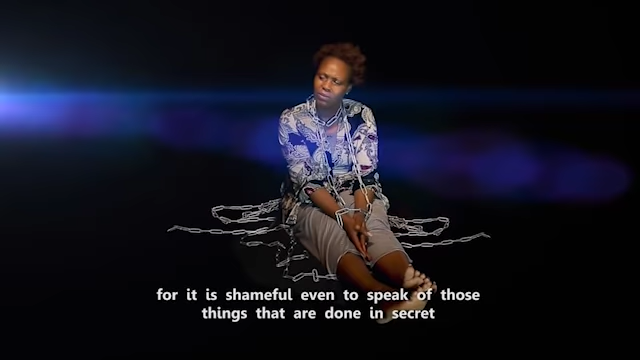 for it is shameful even to speak of those
things that are done in secret